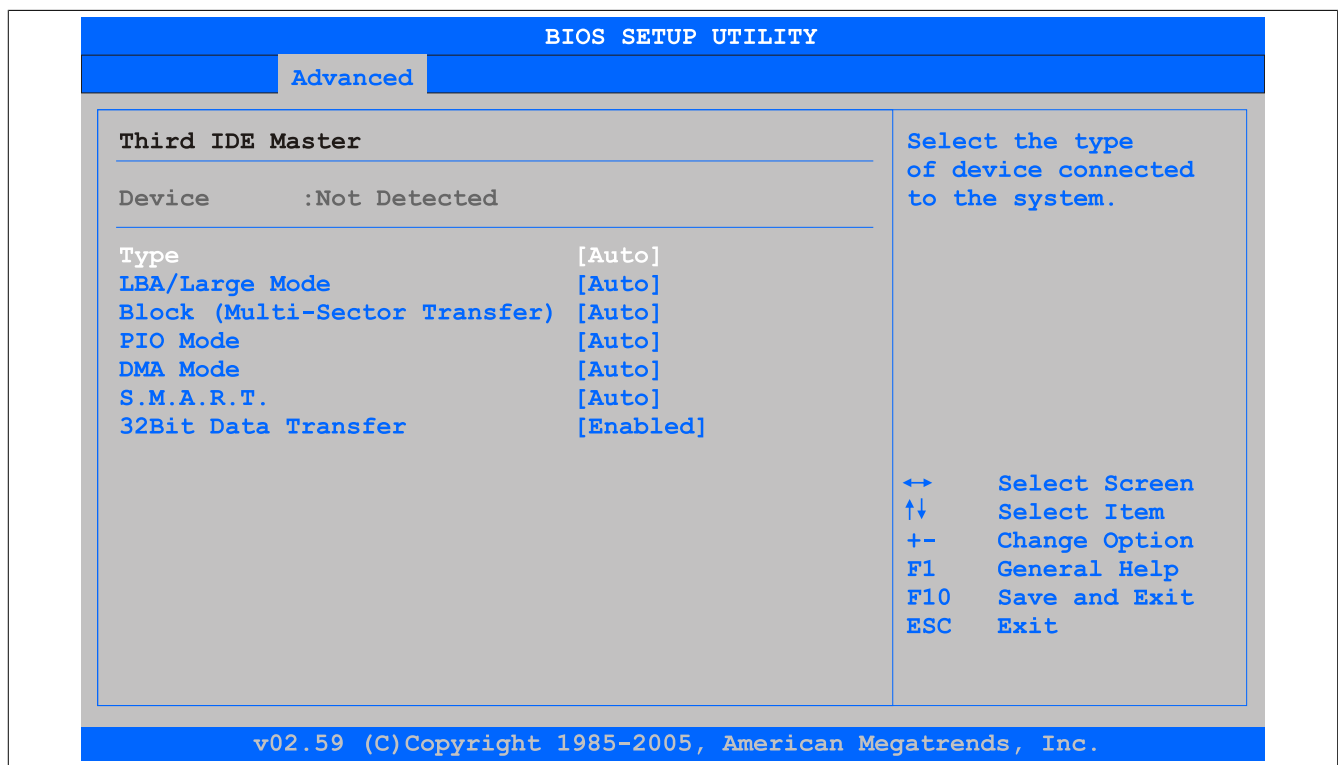 BIOS SETUP UTILITY
Advanced
Third IDE Master
Device :Not Detected
Type [Auto]
LBA/Large Mode [Auto]
Block (Multi-Sector Transfer) [Auto]
PIO Mode [Auto]
DMA Mode [Auto]
S.M.A.R.T. [Auto]
32Bit Data Transfer [Enabled]
Select the type
of device connected
to the system.
↔ Select Screen
↑↓ Select Item
+- Change Option
F1 General Help
F10 Save and Exit
ESC Exit
v02.59 (C)Copyright 1985-2005, American Megatrends, Inc.